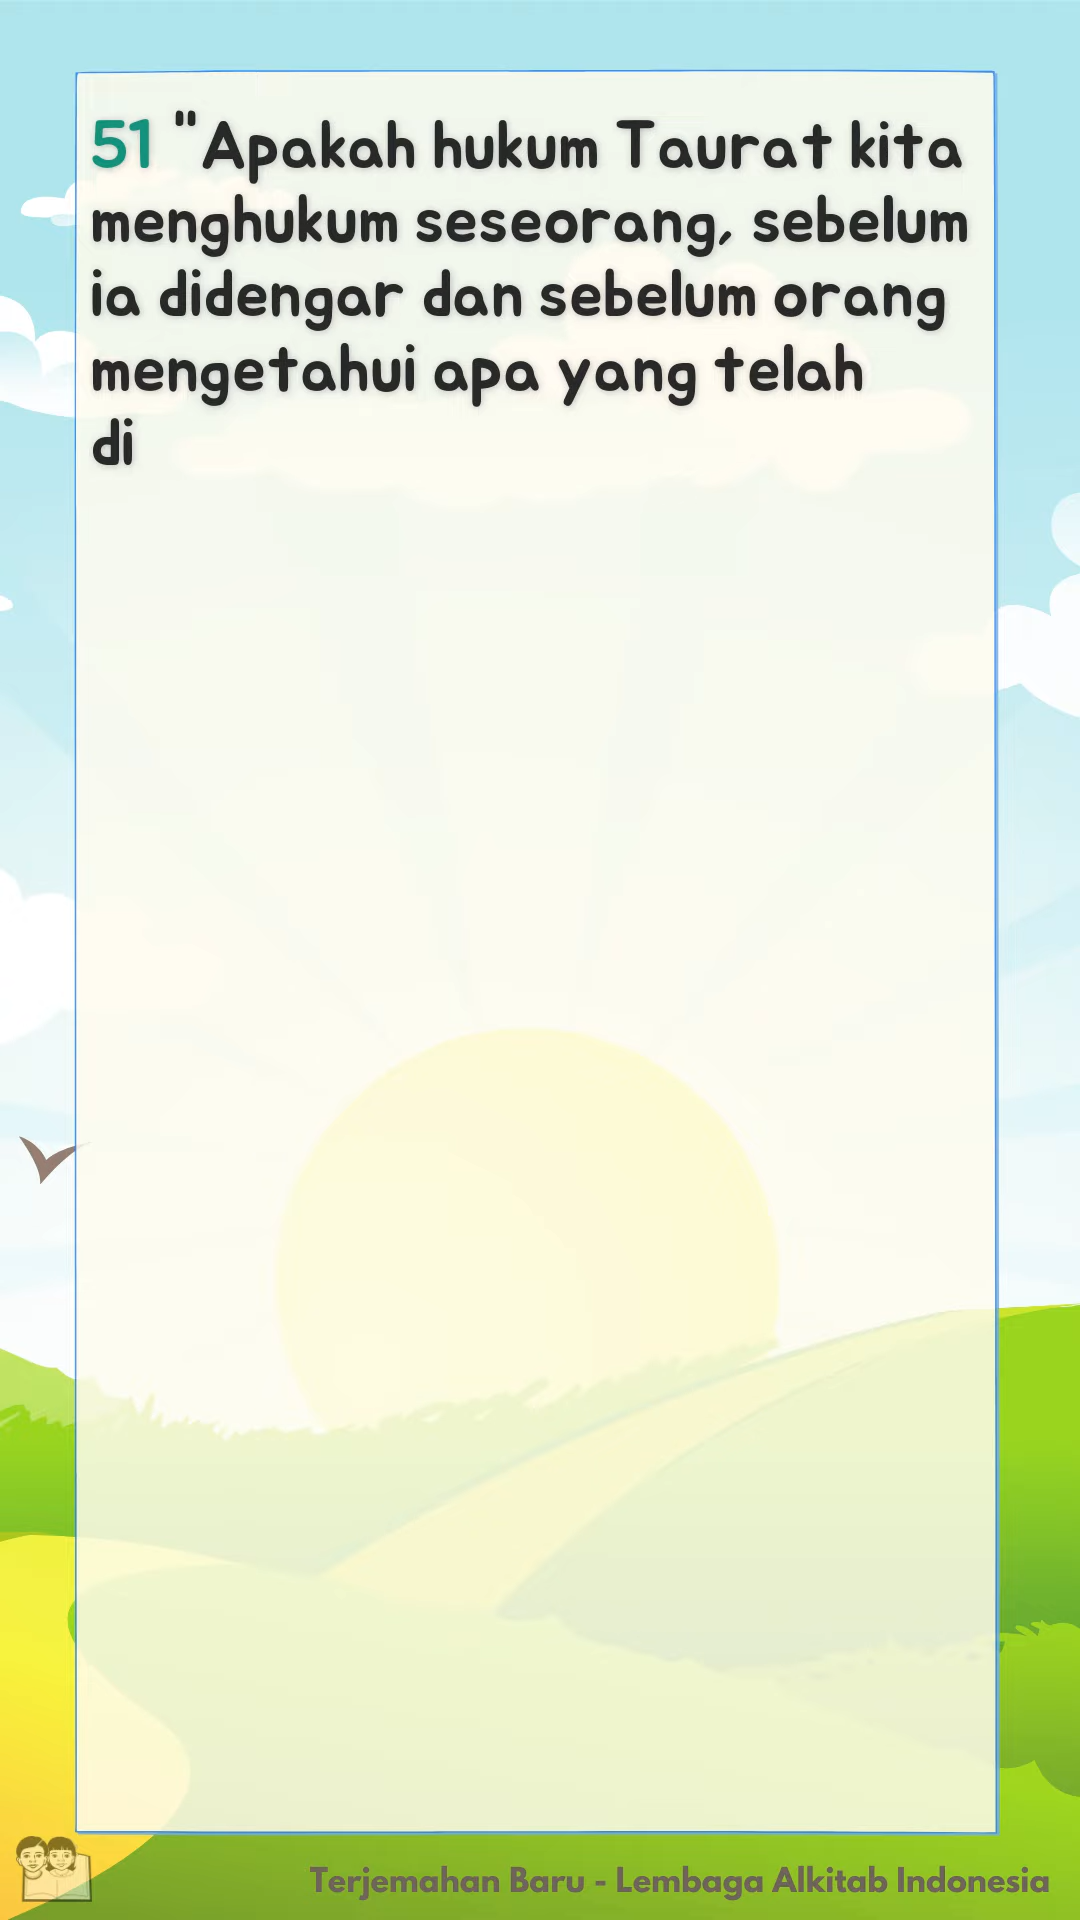 51 "Apakah hukum Taurat kita
menghukum seseorang, sebelum
ia didengar dan sebelum orang
mengetahui apa yang telah
di
Terjemahan Baru - Lembaga Alkitab Indonesia